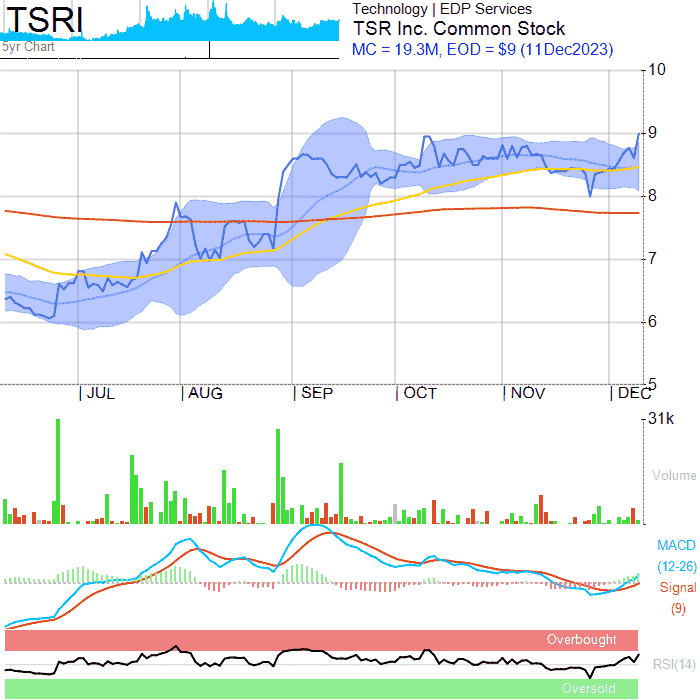 TSRI
5yr Chart
Technology | EDP Services
TSR Inc. Common Stock
MC = 19.3M, EOD = $9 (11Dec2023)
10
9
8
7
6
5
| JUL | AUG | SEP | OCT | NOV | DEC
31k
Volume
MACD
(12-26)
Signal
(9)
Overbought
RSI(14)
Oversold